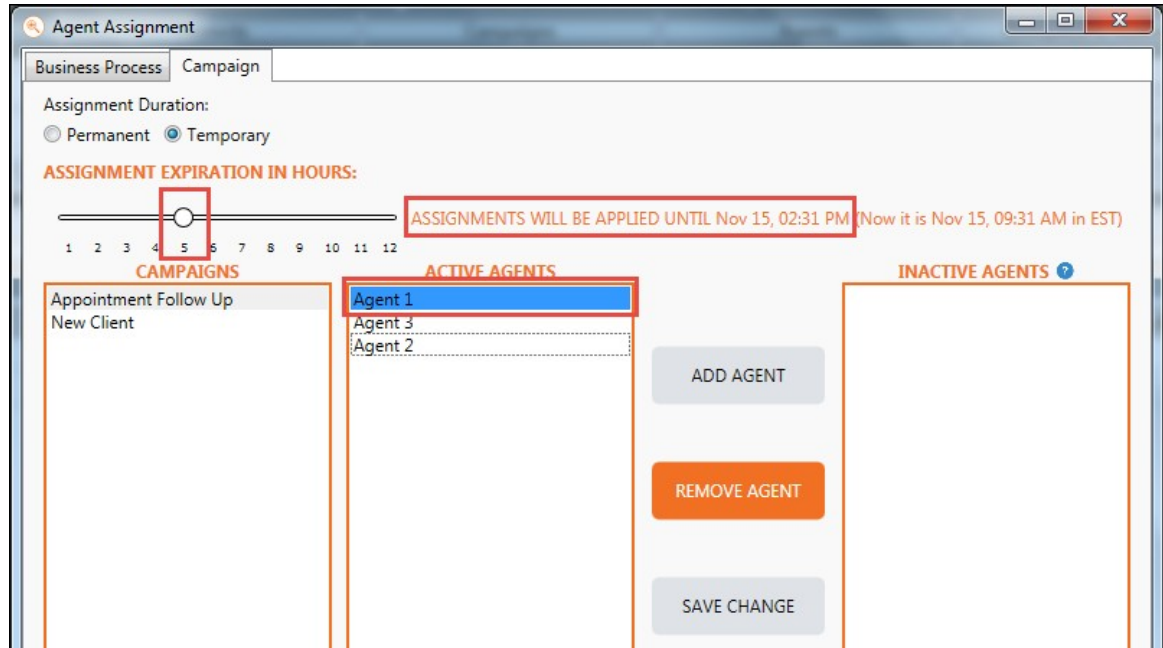 Agent Assignment
Business Process Campaign
Assignment Duration:
Permanent Temporary
ASSIGNMENT EXPIRATION IN HOURS:
ASSIGNMENTS WILL BE APPLIED UNTIL Nov 15, 02:31 PM (Now it is Nov 15, 09:31 AM in EST)
1 2 3 4 5 6 7 8 9 10 11 12
CAMPAIGNS
Appointment Follow Up
New Client
ACTIVE AGENTS
Agent 1
Agent 3
Agent 2
ADD AGENT
REMOVE AGENT
SAVE CHANGE
INACTIVE AGENTS ?